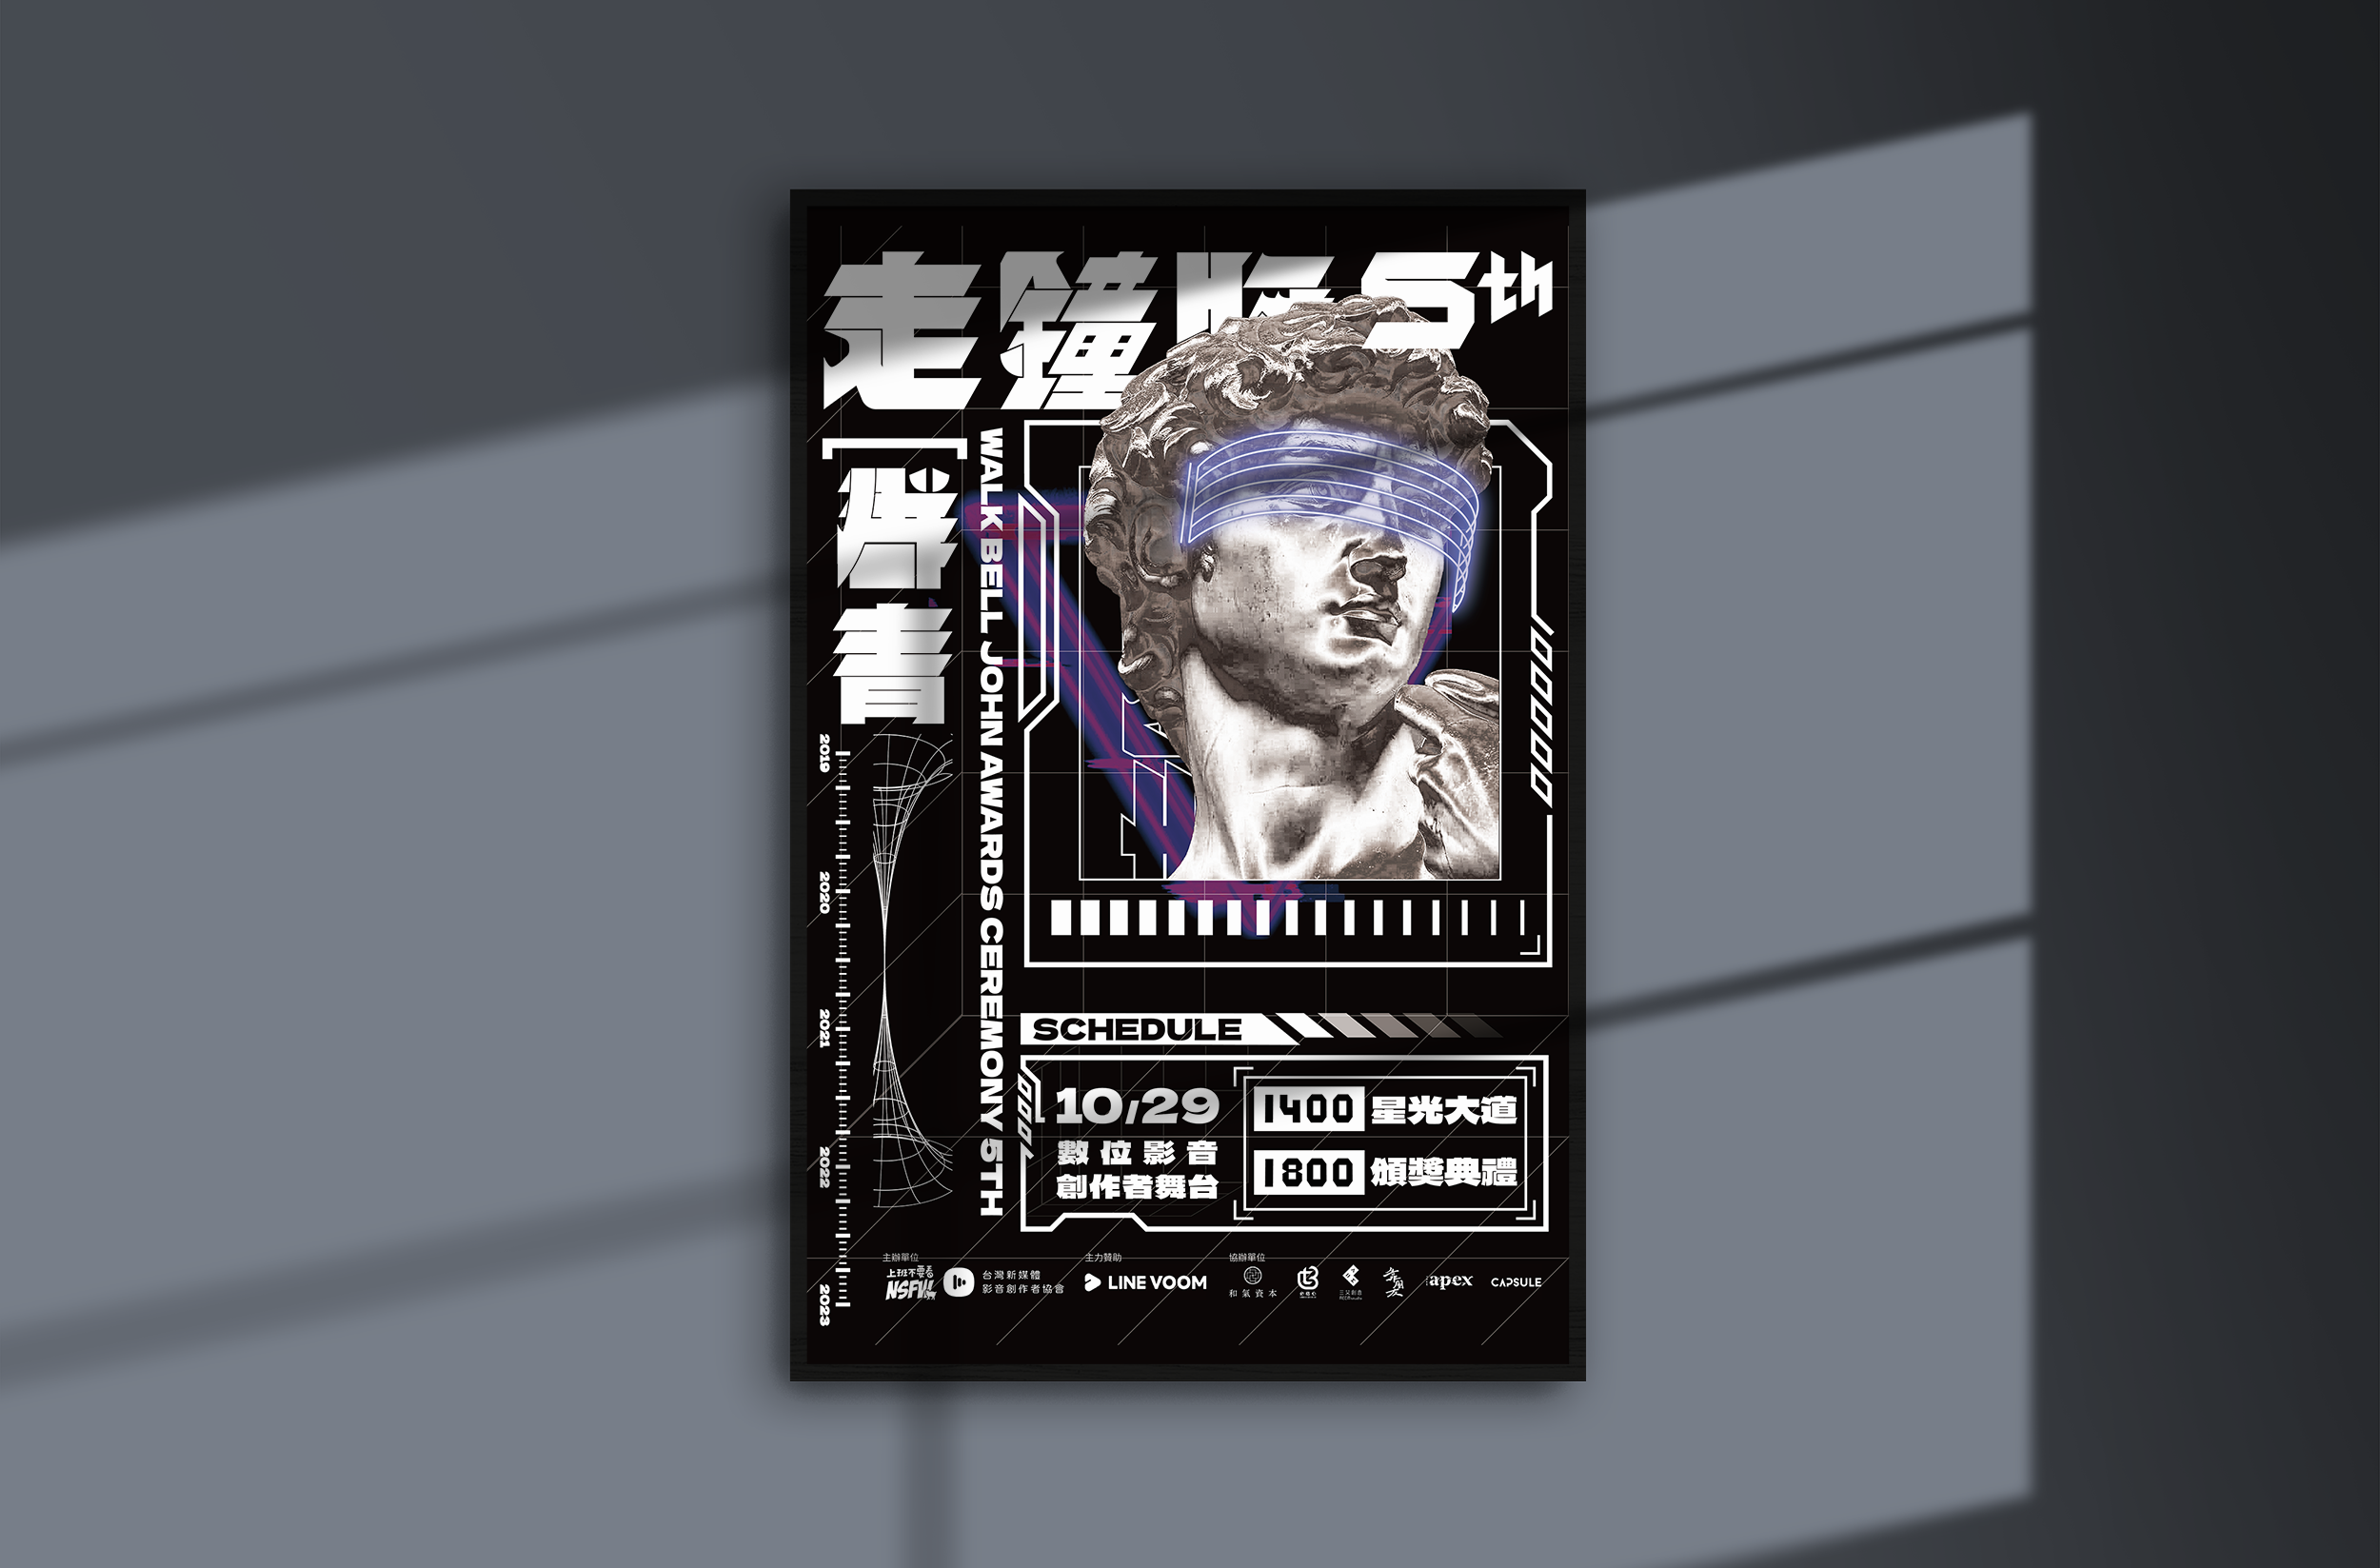 走鐘獎 5th
群青
WALK BELL JOHN AWARDS CEREMONY 5TH
2019
2020
2021
2022
2023
SCHEDULE
10/29
數位影音
創作者舞台
1400 星光大道
1800 頒獎典禮
主辦單位
上班不要看
NSFW!
台灣新媒體
影音創作者協會
主力贊助
LINE VOOM
協辦單位
和氣資本
apex
CAPSULE